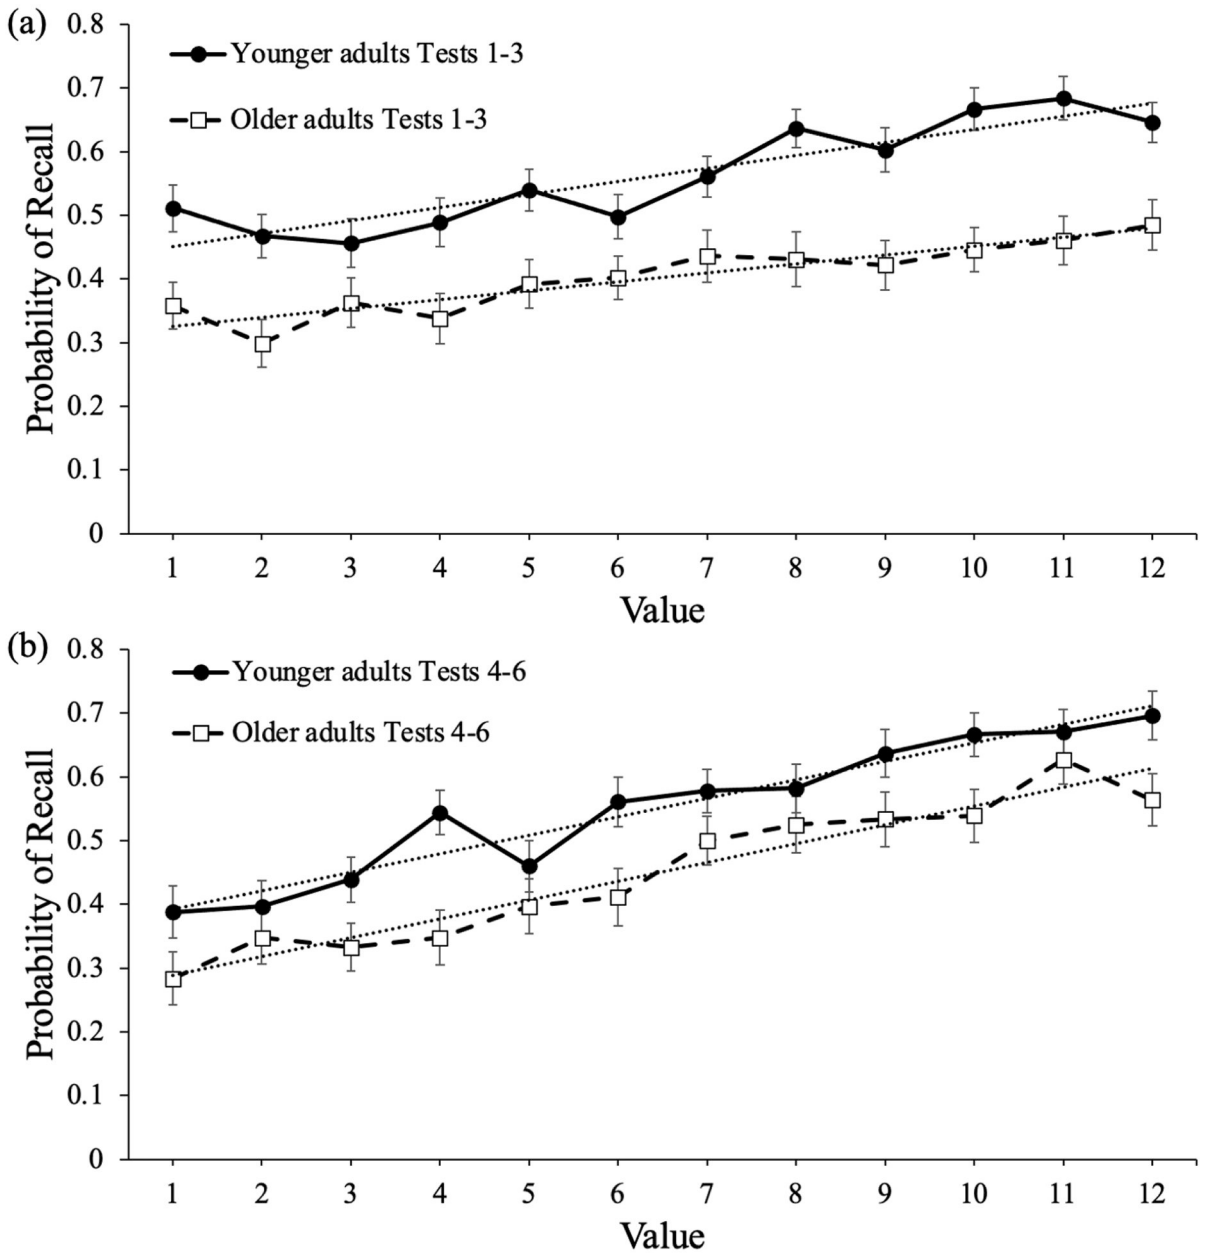 (a)
0.8
Younger adults Tests 1-3
0.7
Older adults Tests 1-3
0.6
0.5
0.4
0.3
0.2
0.1
0
Probability of Recall
1 2 3 4 5 6 7 8 9 10 11 12
Value
(b)
0.8
Younger adults Tests 4-6
0.7
Older adults Tests 4-6
0.6
0.5
0.4
0.3
0.2
0.1
0
Probability of Recall
1 2 3 4 5 6 7 8 9 10 11 12
Value